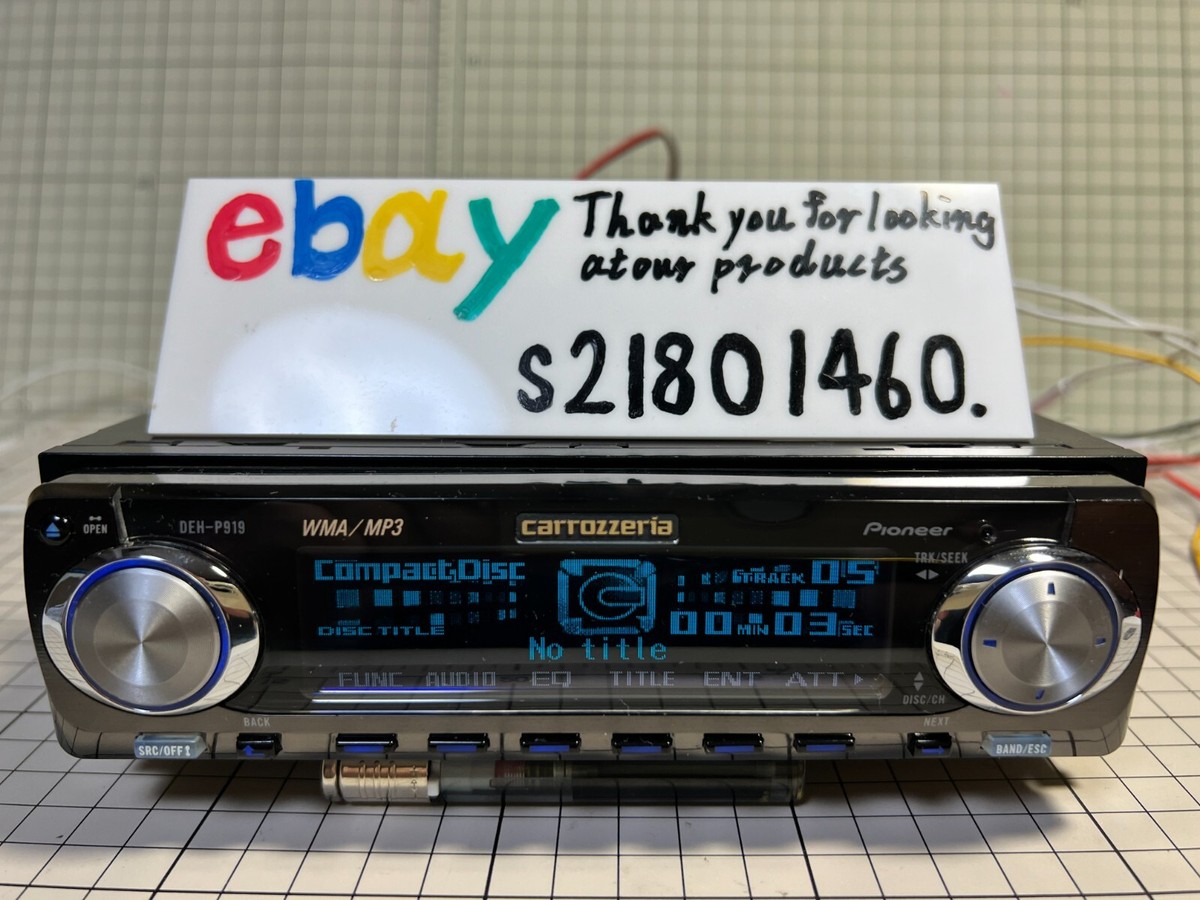 ebay
Thank you for looking
at our products
S21801460.
OPEN
DEH-P919
WMA/MP3
carrozzeria
Pioneer
TRK/SEEK
Compact Disc
TRACK 05
DISC TITLE
00 MIN 03 SEC
No title
FUNC AUDIO EQ TITLE ENT ATT
DISC/CH
BACK
NEXT
SRC/OFF
BAND/ESC